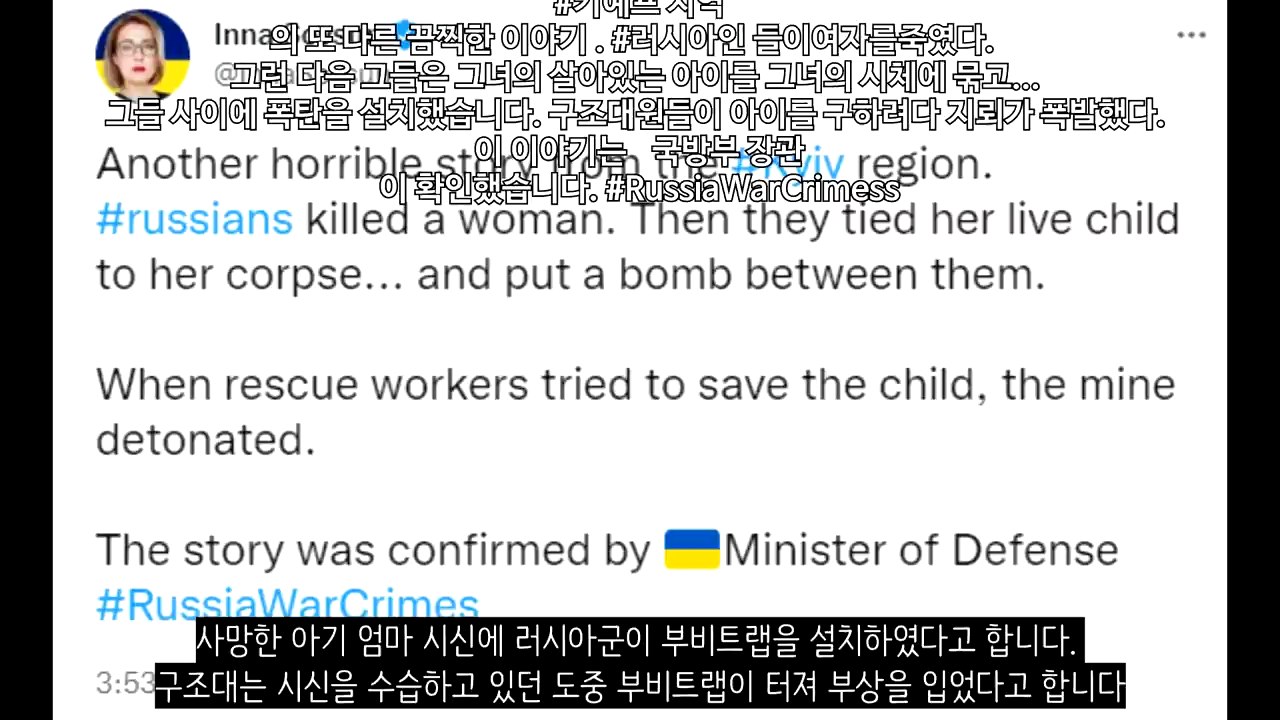 #키예프 지역
Inna
의 또 다른 끔찍한 이야기 . #러시아인 들이여자를죽였다.
그런 다음 그들은 그녀의 살아있는 아이를 그녀의 시체에 묶고...
그들 사이에 폭탄을 설치했습니다. 구조대원들이 아이를 구하려다 지뢰가 폭발했다.
이 이야기는 국방부 장관
이 확인했습니다. #RussiaWarCrimess
Another horrible story from the #Kyiv region.
#russians killed a woman. Then they tied her live child
to her corpse... and put a bomb between them.
When rescue workers tried to save the child, the mine
detonated.
The story was confirmed by Minister of Defense
#RussiaWarCrimes
사망한 아기 엄마 시신에 러시아군이 부비트랩을 설치하였다고 합니다.
3:53
구조대는 시신을 수습하고 있던 도중 부비트랩이 터져 부상을 입었다고 합니다